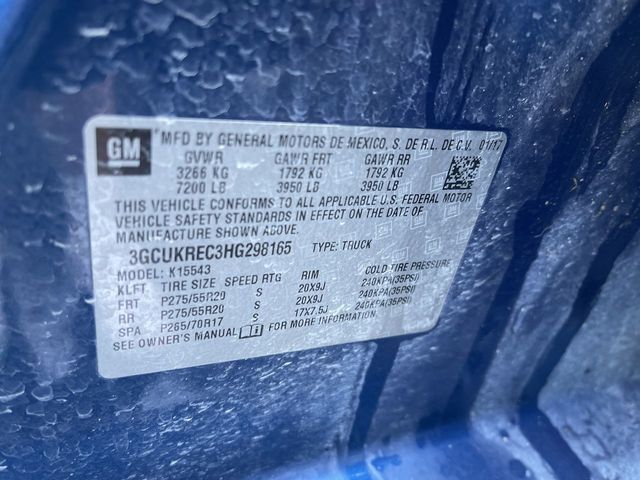 GM MFD BY GENERAL MOTORS DE MEXICO, S. DE R.L. DE C.V. 01/17
GVWR GAWR FRT GAWR RR
3266 KG 1792 KG 1792 KG
7200 LB 3950 LB 3950 LB
THIS VEHICLE CONFORMS TO ALL APPLICABLE U.S. FEDERAL MOTOR
VEHICLE SAFETY STANDARDS IN EFFECT ON THE DATE OF
MANUFACTURE SHOWN ABOVE.
3GCUKREC3HG298165 TYPE: TRUCK
MODEL: K15543
KLFT TIRE SIZE SPEED RTG RIM COLD TIRE PRESSURE
FRT P275/55R20 S 20X9J 240KPA(35PSI)
RR P275/55R20 S 20X9J 240KPA(35PSI)
SPA P265/70R17 S 17X7.5J 240KPA(35PSI)
SEE OWNER'S MANUAL FOR MORE INFORMATION.